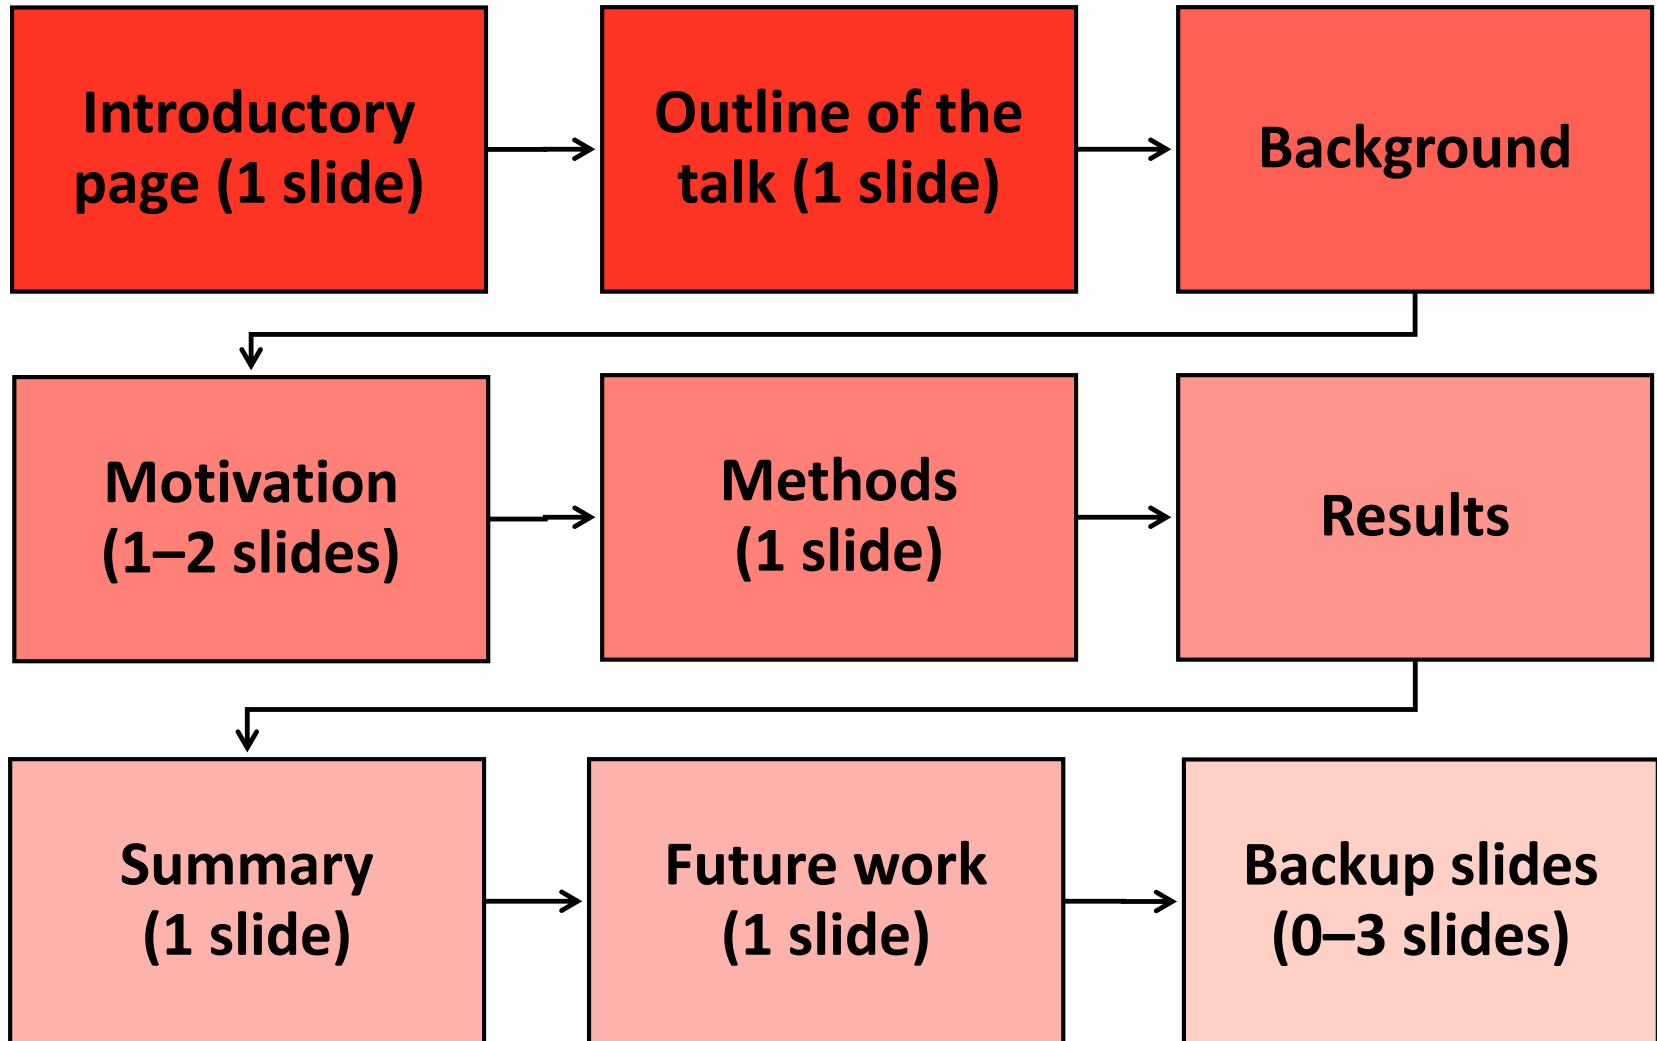 Introductory
page (1 slide)
Outline of the
talk (1 slide)
Background
Motivation
(1–2 slides)
Methods
(1 slide)
Results
Summary
(1 slide)
Future work
(1 slide)
Backup slides
(0–3 slides)